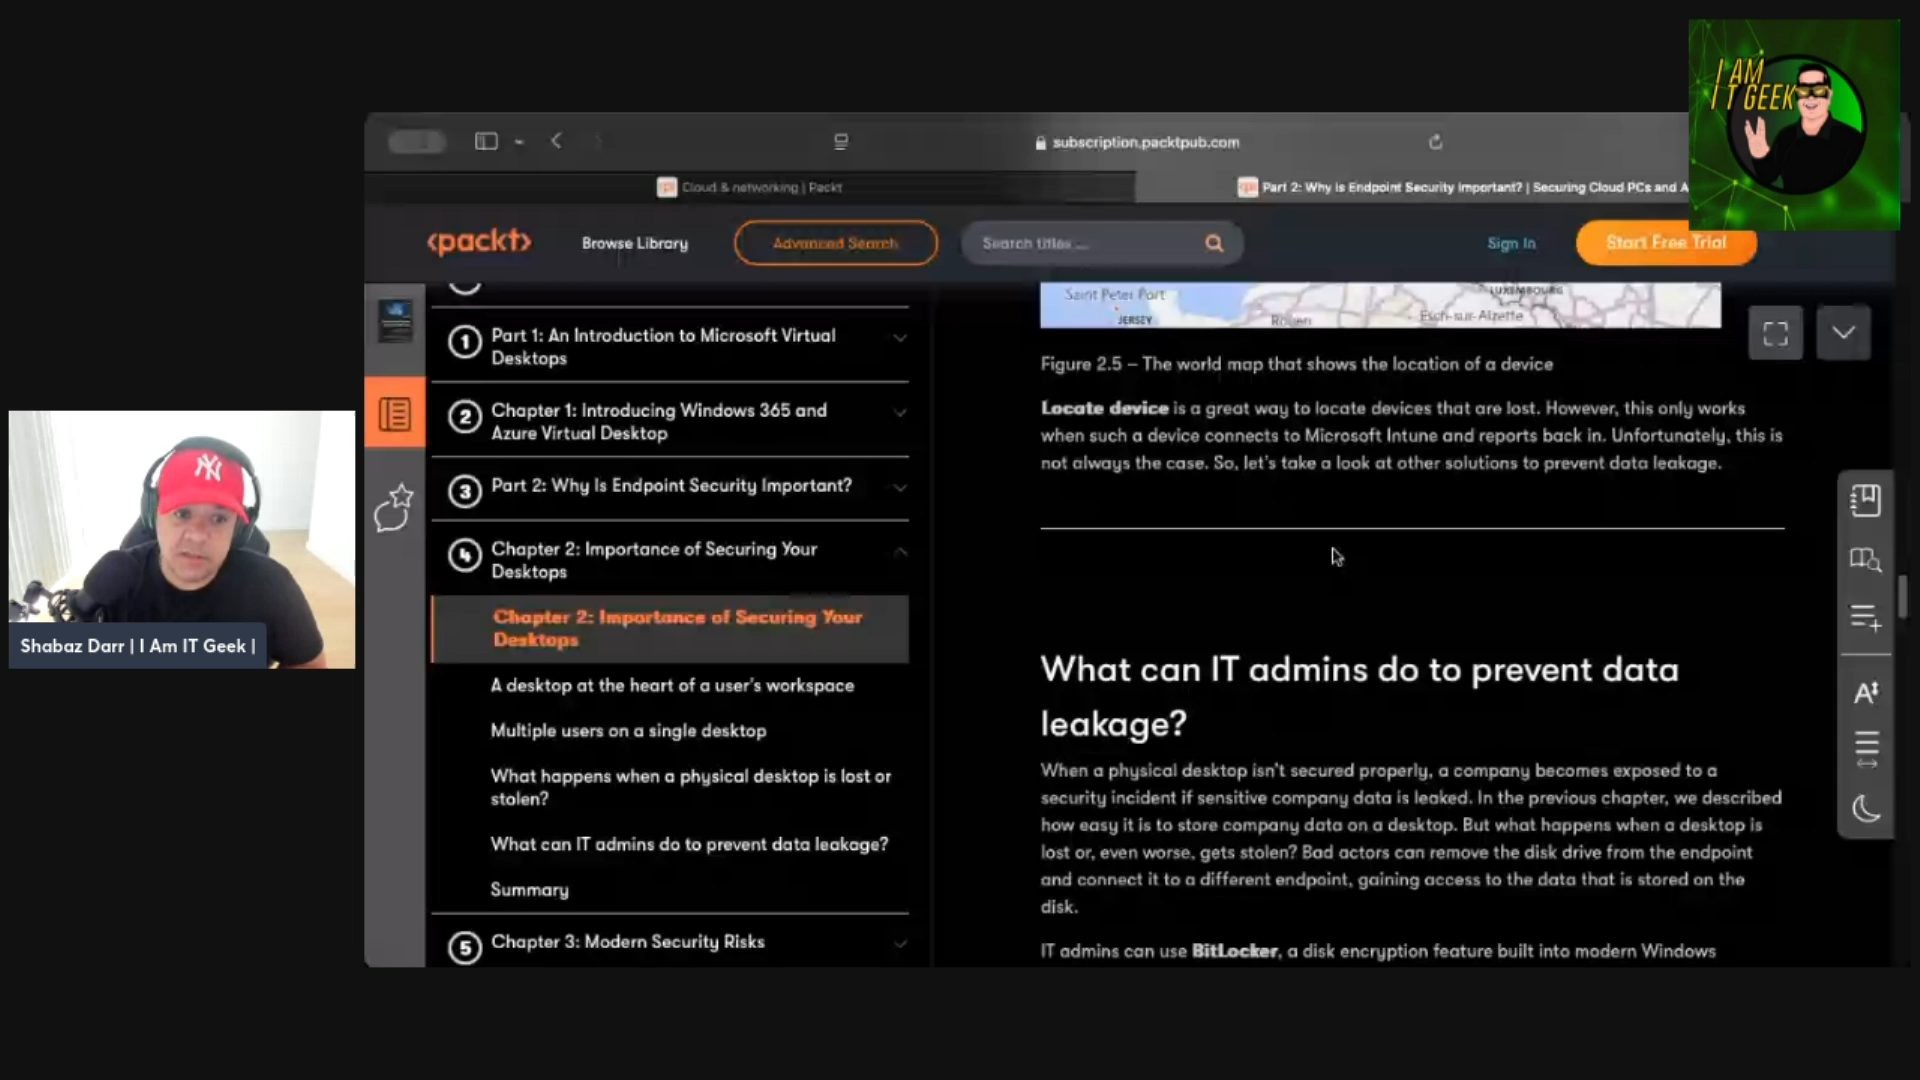 I AM
IT GEEK
subscription.packtpub.com
Cloud & networking | Packt
Part 2: Why Is Endpoint Security Important? | Securing Cloud PCs and A
<packt>
Browse Library
Advanced Search
Search titles ...
Sign In
Start Free Trial
1
Part 1: An Introduction to Microsoft Virtual
Desktops
2
Chapter 1: Introducing Windows 365 and
Azure Virtual Desktop
3
Part 2: Why Is Endpoint Security Important?
4
Chapter 2: Importance of Securing Your
Desktops
Chapter 2: Importance of Securing Your
Desktops
A desktop at the heart of a user's workspace
Multiple users on a single desktop
What happens when a physical desktop is lost or
stolen?
What can IT admins do to prevent data leakage?
Summary
5
Chapter 3: Modern Security Risks
Saint Peter Port
JERSEY
Rouen
LUXEMBOURG
Esch-sur-Alzette
Figure 2.5 – The world map that shows the location of a device
Locate device is a great way to locate devices that are lost. However, this only works
when such a device connects to Microsoft Intune and reports back in. Unfortunately, this is
not always the case. So, let's take a look at other solutions to prevent data leakage.
What can IT admins do to prevent data
leakage?
When a physical desktop isn't secured properly, a company becomes exposed to a
security incident if sensitive company data is leaked. In the previous chapter, we described
how easy it is to store company data on a desktop. But what happens when a desktop is
lost or, even worse, gets stolen? Bad actors can remove the disk drive from the endpoint
and connect it to a different endpoint, gaining access to the data that is stored on the
disk.
IT admins can use BitLocker, a disk encryption feature built into modern Windows
A
NY
Shabaz Darr | I Am IT Geek |